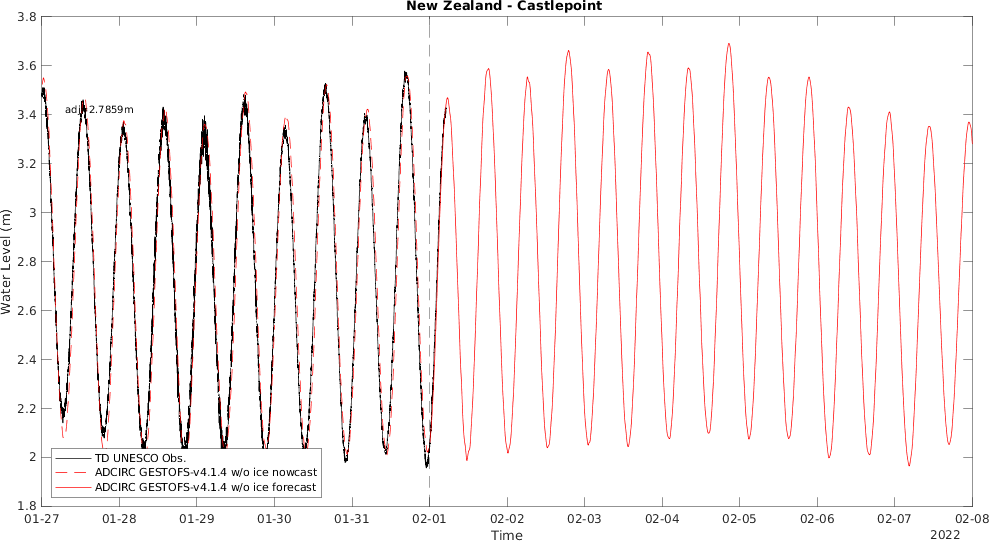 New Zealand - Castlepoint
3.8
3.6
3.4
3.2
3
2.8
2.6
2.4
2.2
2
1.8
Water Level (m)
2.7859m
TD UNESCO Obs.
ADCIRC GESTOFS-v4.1.4 w/o ice nowcast
ADCIRC GESTOFS-v4.1.4 w/o ice forecast
01-27 01-28 01-29 01-30 01-31 02-01 02-02 02-03 02-04 02-05 02-06 02-07 02-08
Time
2022